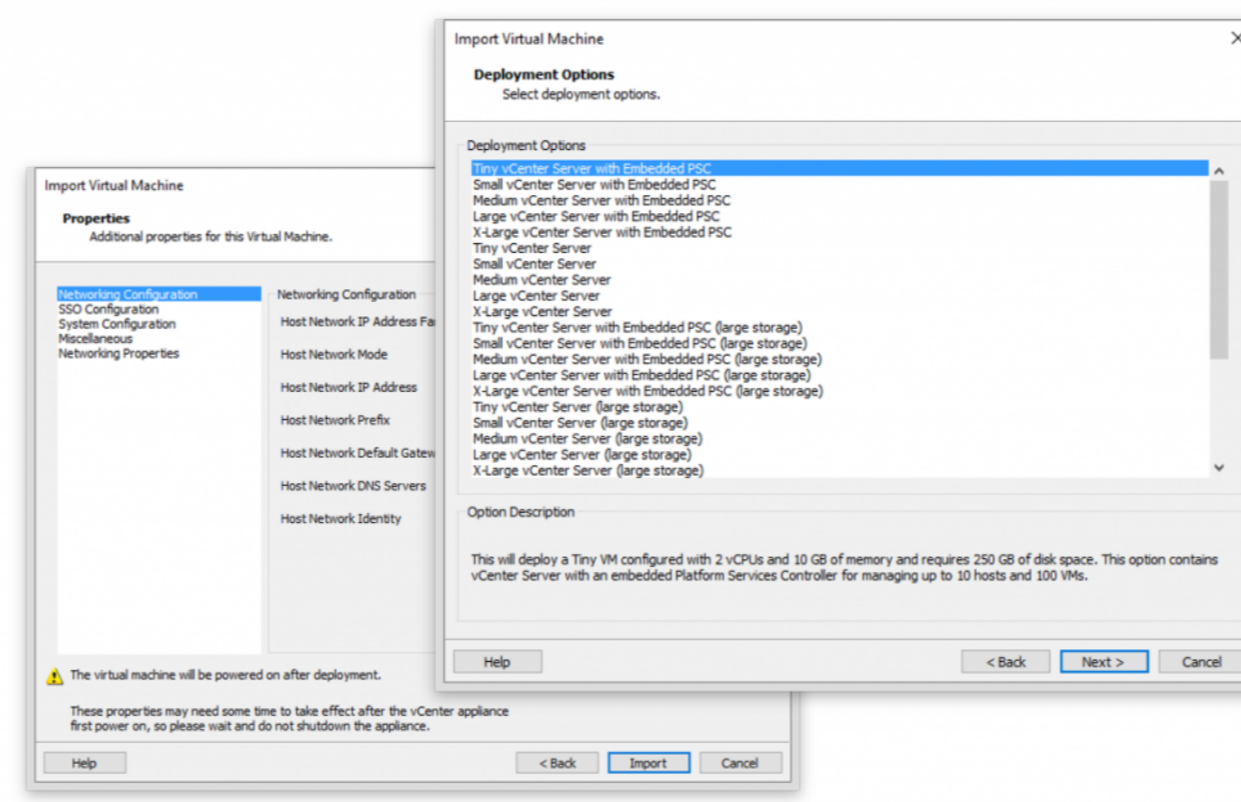 Import Virtual Machine
Deployment Options
Select deployment options.
Deployment Options
Tiny vCenter Server with Embedded PSC
Small vCenter Server with Embedded PSC
Medium vCenter Server with Embedded PSC
Large vCenter Server with Embedded PSC
X-Large vCenter Server with Embedded PSC
Tiny vCenter Server
Small vCenter Server
Medium vCenter Server
Large vCenter Server
X-Large vCenter Server
Tiny vCenter Server with Embedded PSC (large storage)
Small vCenter Server with Embedded PSC (large storage)
Medium vCenter Server with Embedded PSC (large storage)
Large vCenter Server with Embedded PSC (large storage)
X-Large vCenter Server with Embedded PSC (large storage)
Tiny vCenter Server (large storage)
Small vCenter Server (large storage)
Medium vCenter Server (large storage)
Large vCenter Server (large storage)
X-Large vCenter Server (large storage)
Option Description
This will deploy a Tiny VM configured with 2 vCPUs and 10 GB of memory and requires 250 GB of disk space. This option contains
vCenter Server with an embedded Platform Services Controller for managing up to 10 hosts and 100 VMs.
Help
< Back
Next >
Cancel
Import Virtual Machine
Properties
Additional properties for this Virtual Machine.
Networking Configuration
SSO Configuration
System Configuration
Miscellaneous
Networking Properties
Networking Configuration
Host Network IP Address Fa
Host Network Mode
Host Network IP Address
Host Network Prefix
Host Network Default Gatew
Host Network DNS Servers
Host Network Identity
The virtual machine will be powered on after deployment.
These properties may need some time to take effect after the vCenter appliance
first power on, so please wait and do not shutdown the appliance.
Help
< Back
Import
Cancel